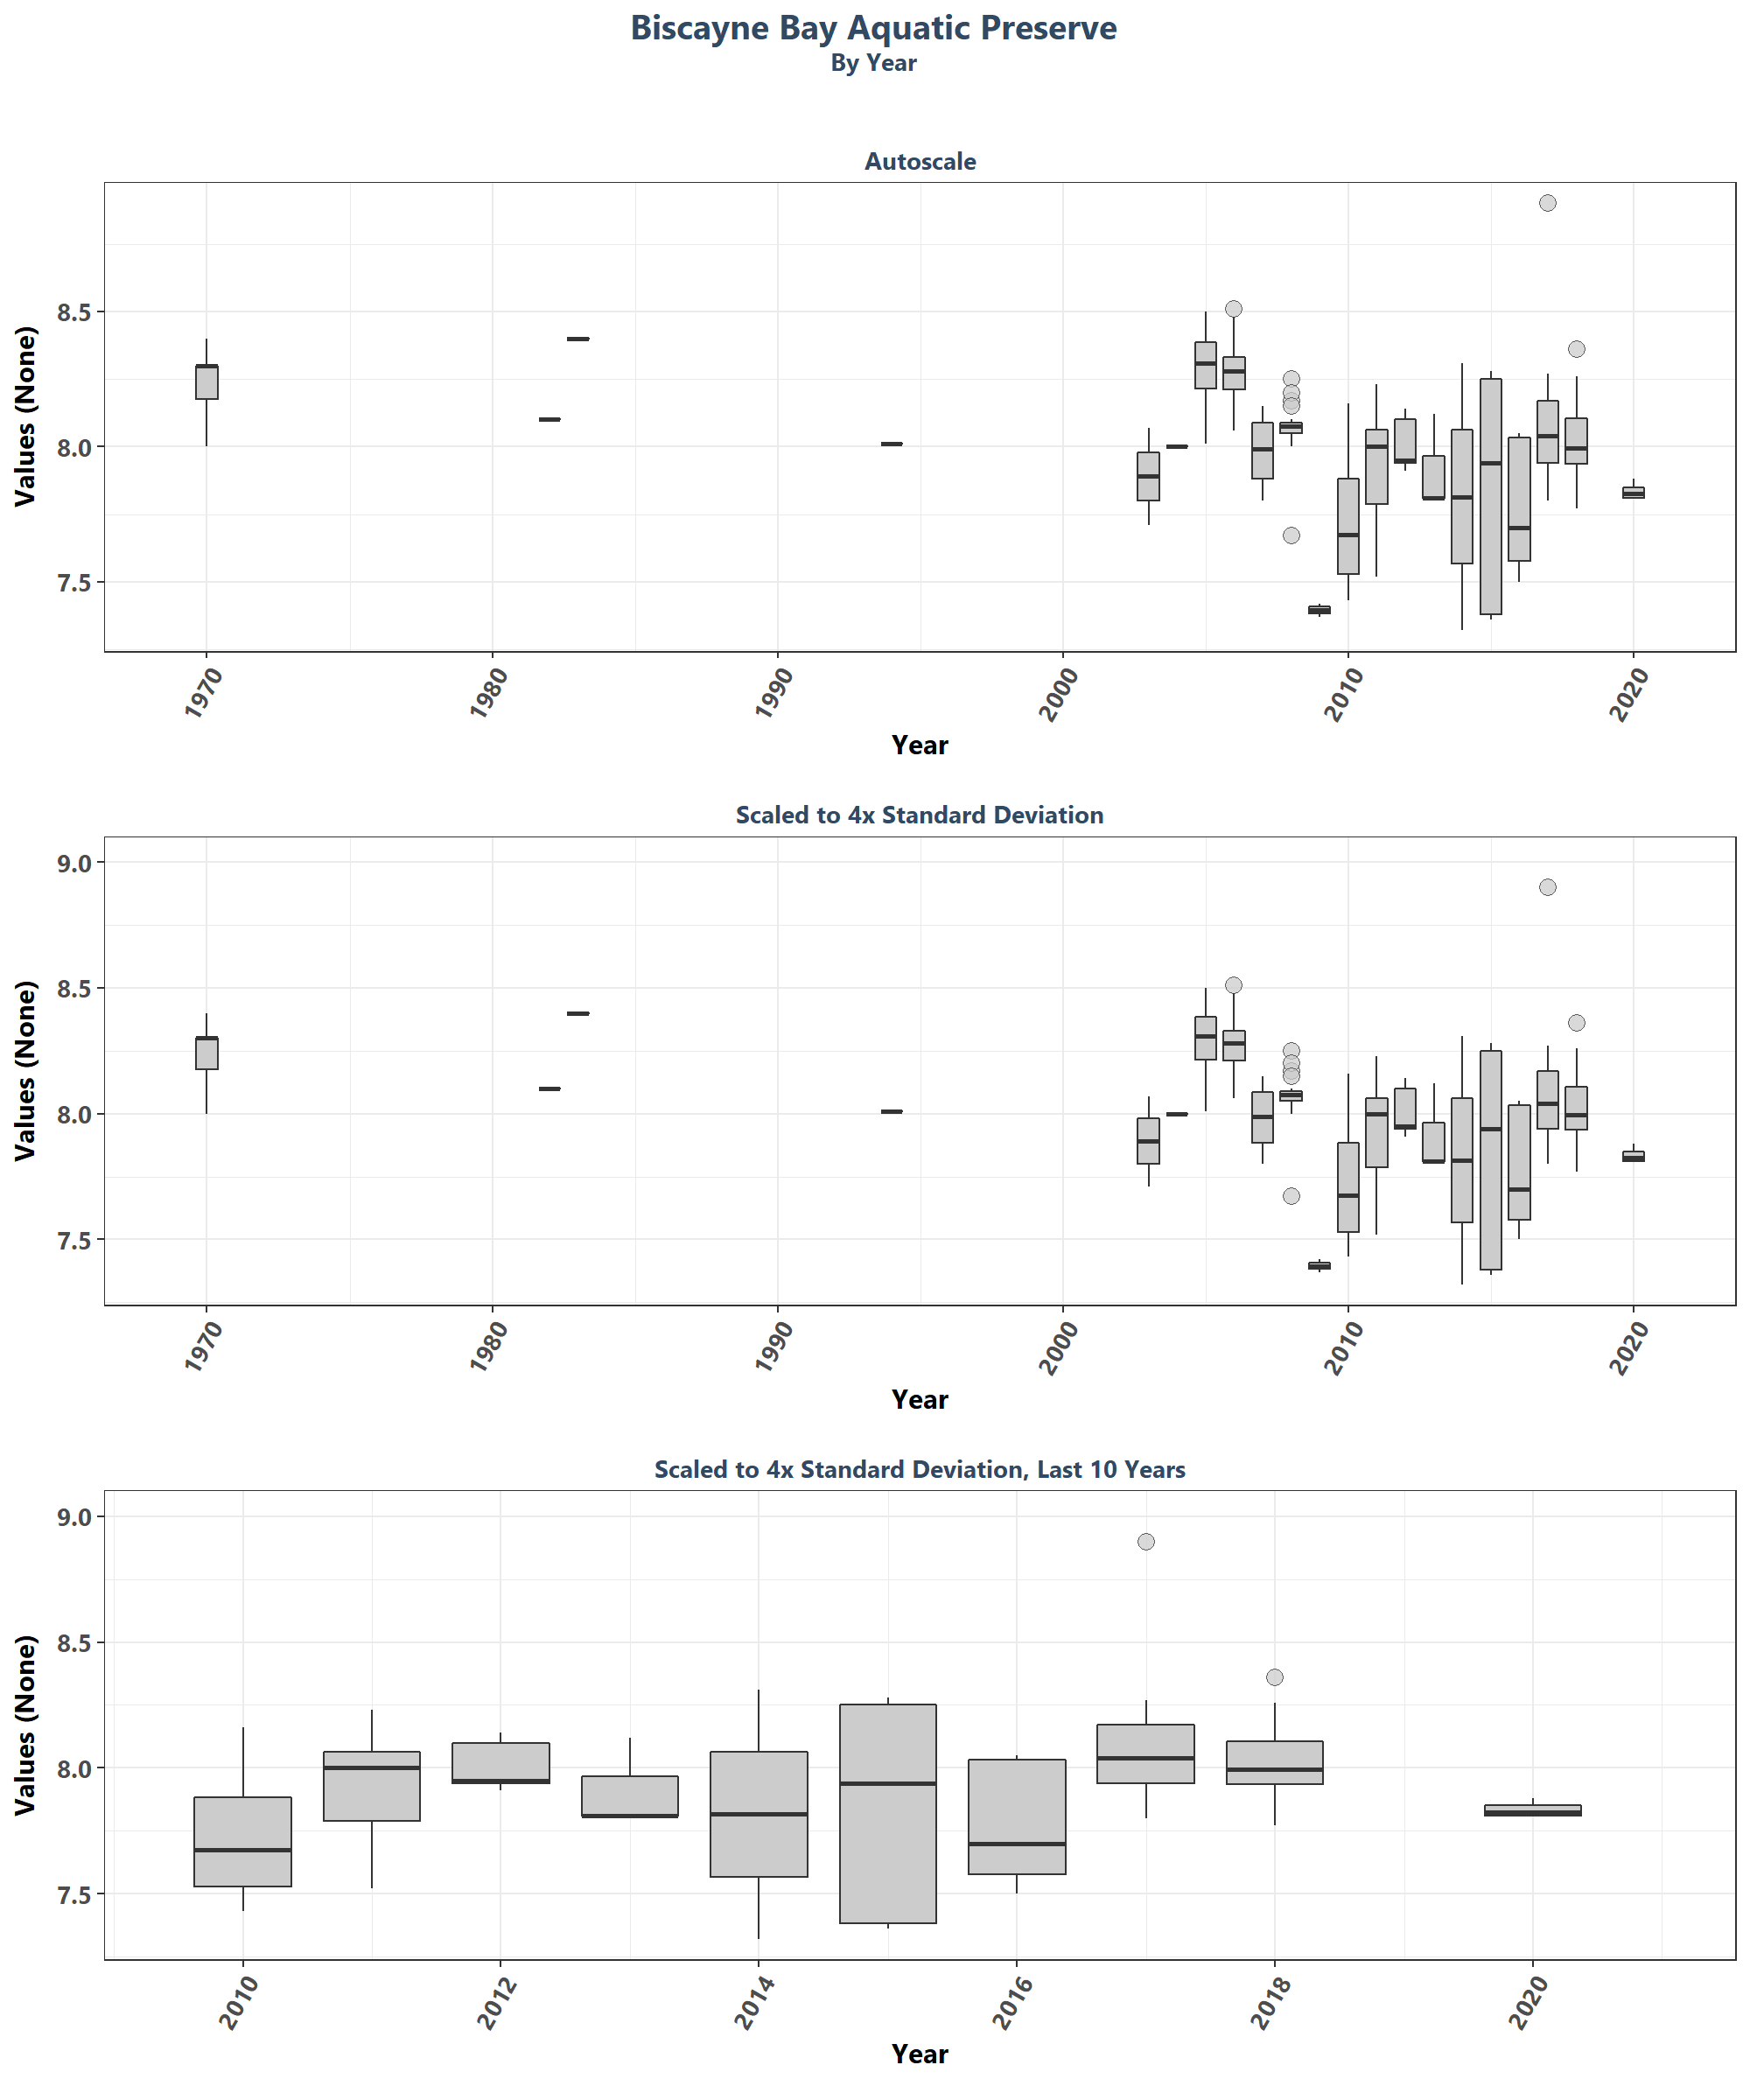 Biscayne Bay Aquatic Preserve
By Year
Autoscale
Values (None)
8.5
8.0
7.5
1970
1980
1990
2000
2010
2020
Year
Scaled to 4x Standard Deviation
Values (None)
9.0
8.5
8.0
7.5
1970
1980
1990
2000
2010
2020
Year
Scaled to 4x Standard Deviation, Last 10 Years
Values (None)
9.0
8.5
8.0
7.5
2010
2012
2014
2016
2018
2020
Year